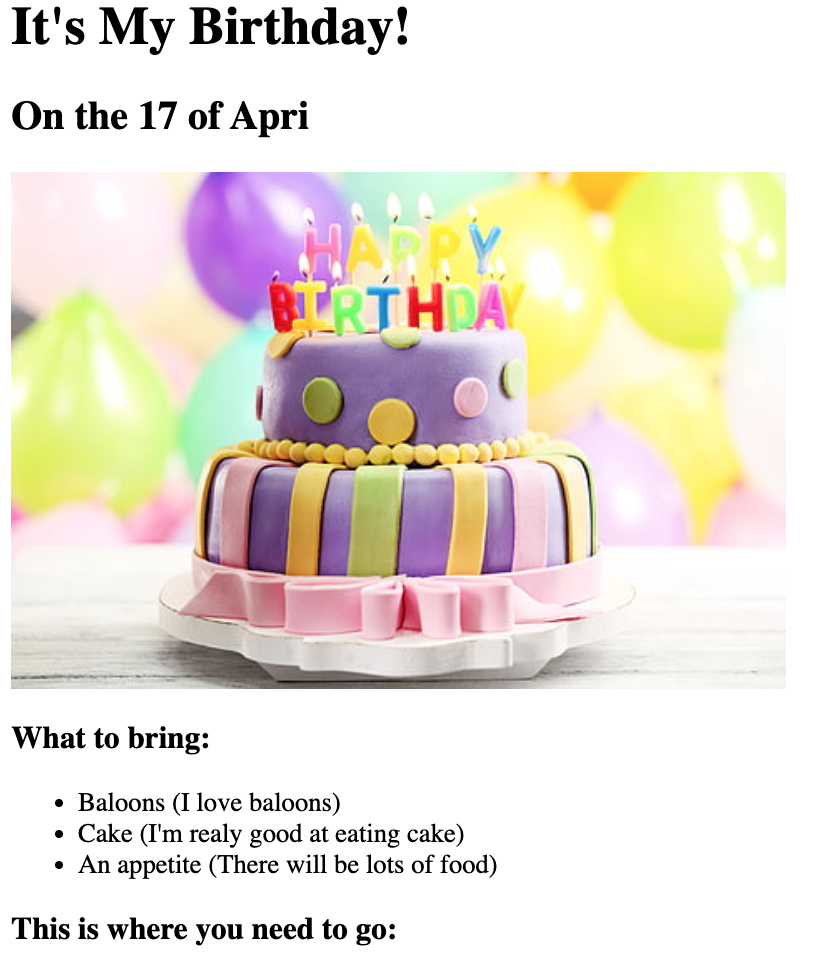 It's My Birthday!
On the 17 of Apri
HAPPY
BIRTHDAY
What to bring:
Baloons (I love baloons)
Cake (I'm realy good at eating cake)
An appetite (There will be lots of food)
This is where you need to go: